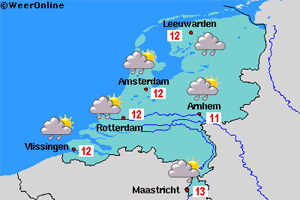 ©WeerOnline
Leeuwarden
12
Amsterdam
12
Arnhem
11
12
Rotterdam
Vlissingen
12
Maastricht
13